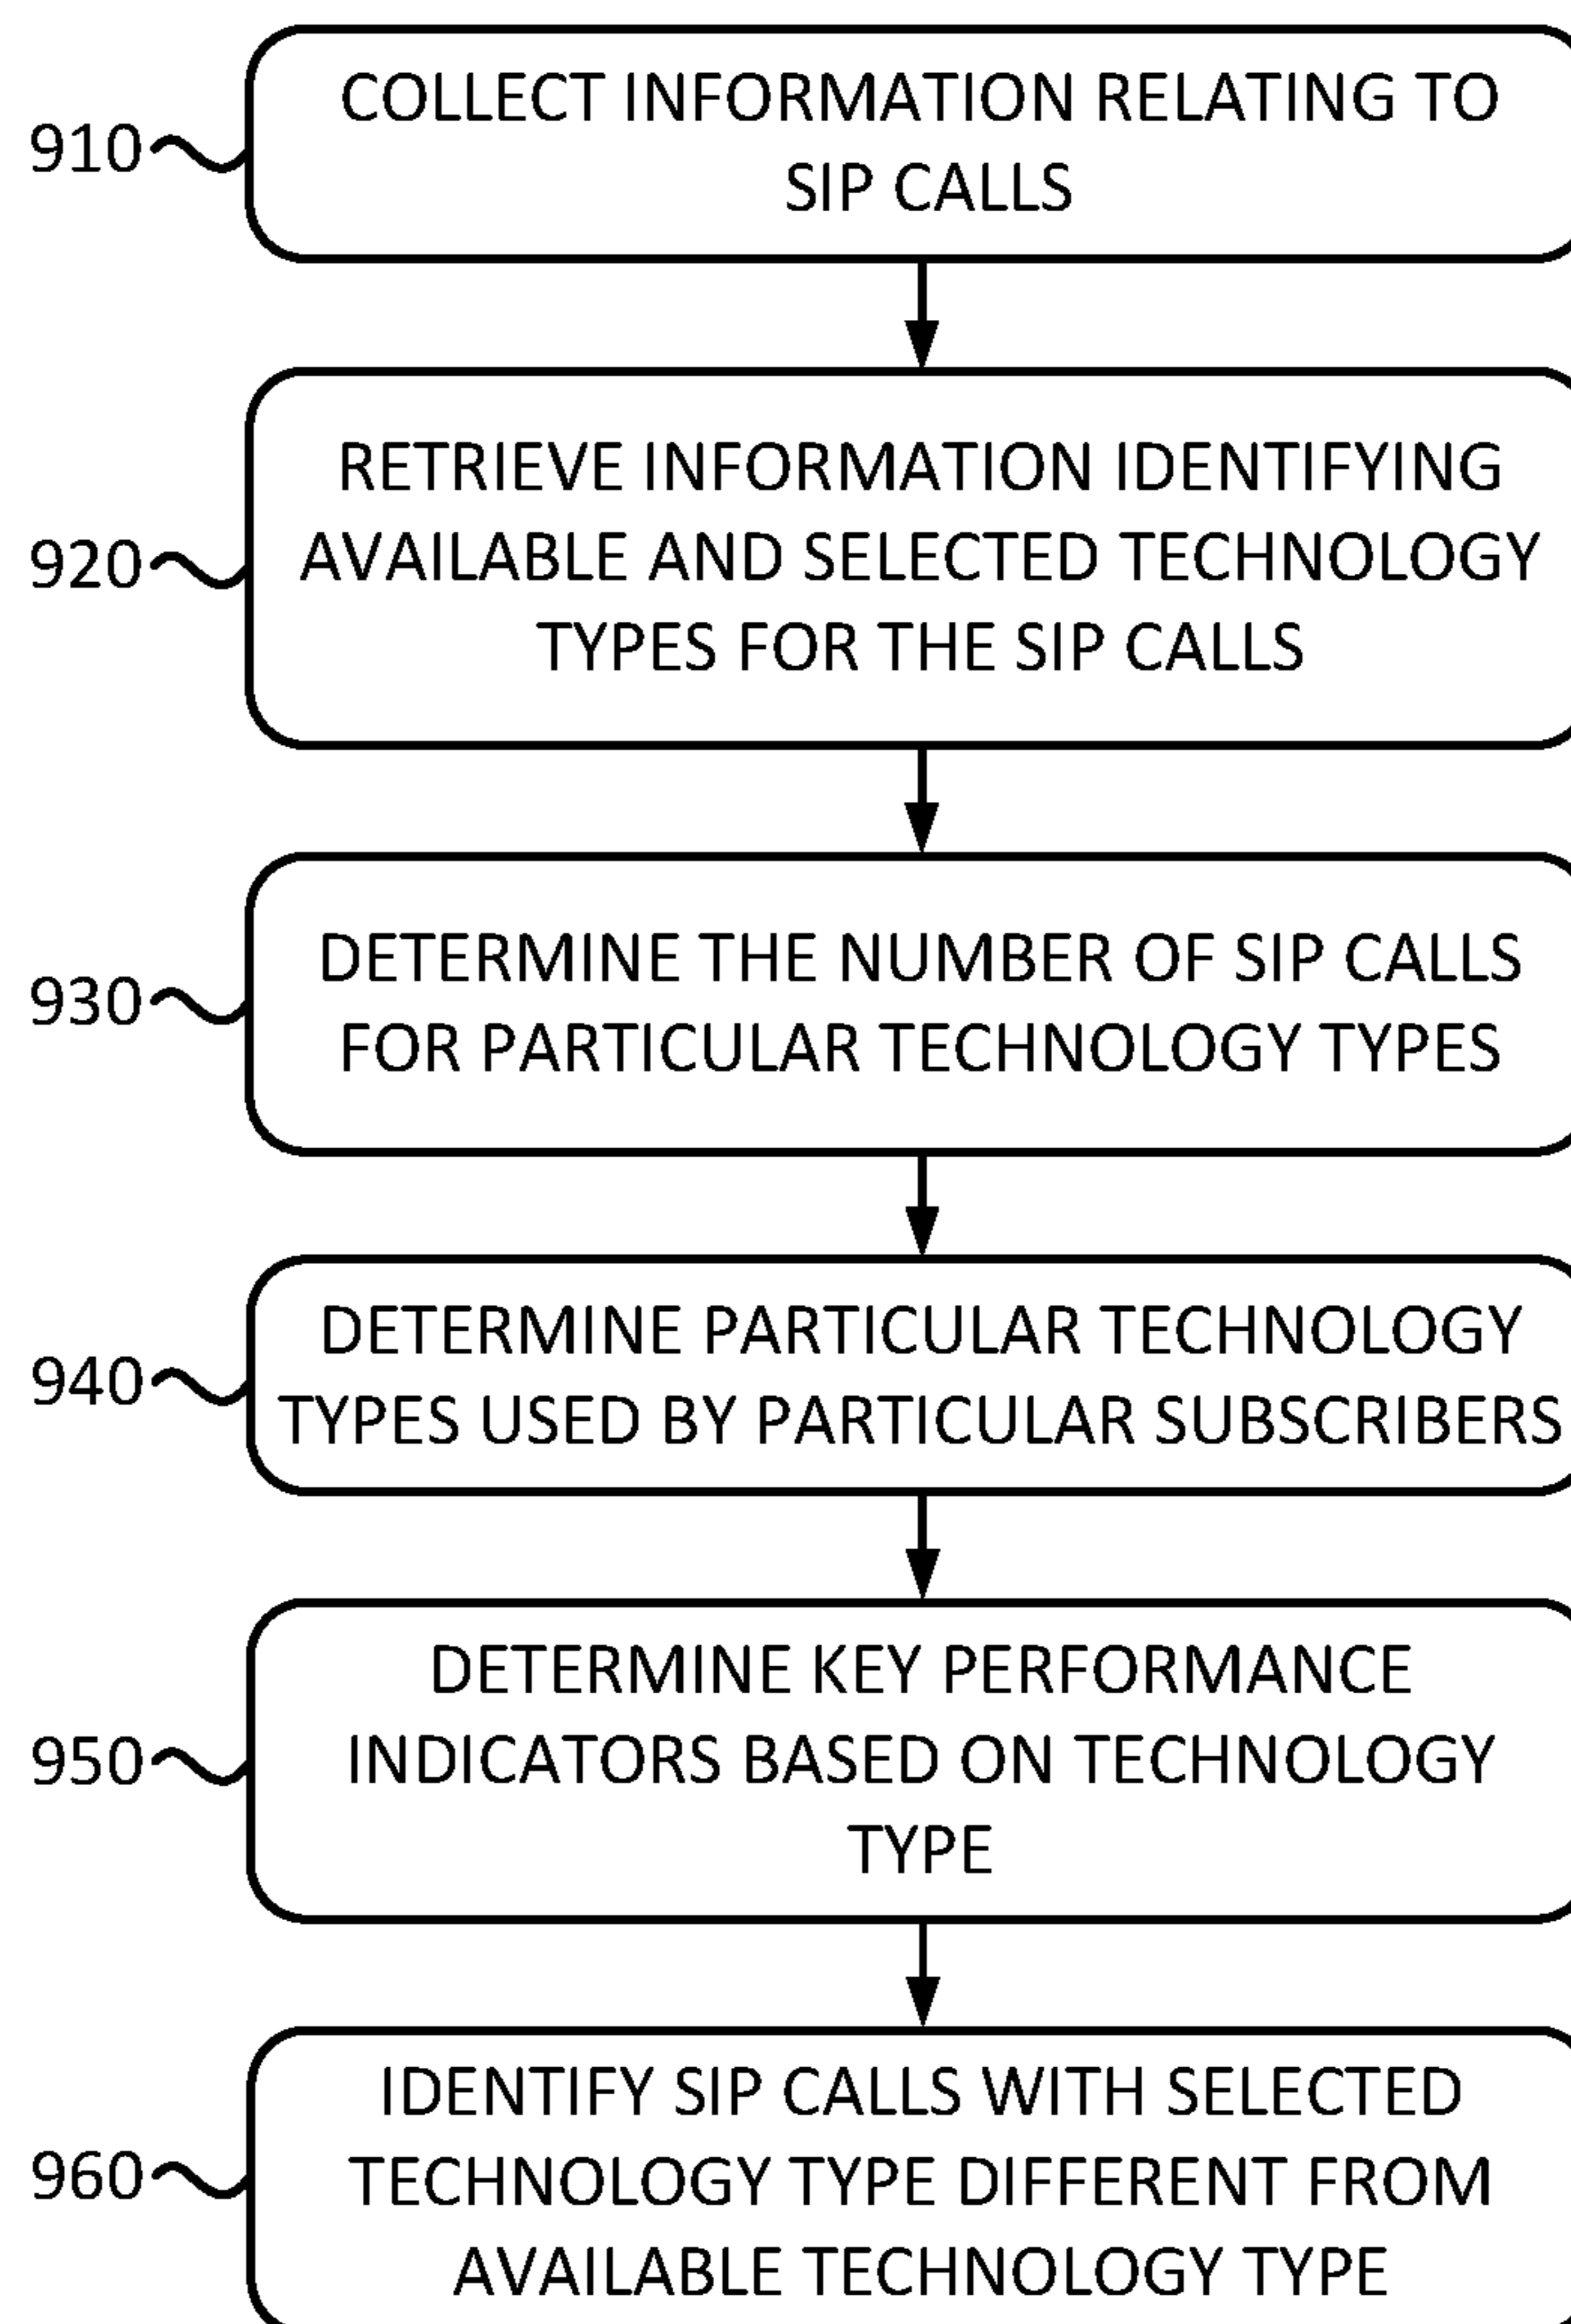 COLLECT INFORMATION RELATING TO
SIP CALLS
910
RETRIEVE INFORMATION IDENTIFYING
AVAILABLE AND SELECTED TECHNOLOGY
TYPES FOR THE SIP CALLS
920
DETERMINE THE NUMBER OF SIP CALLS
FOR PARTICULAR TECHNOLOGY TYPES
930
DETERMINE PARTICULAR TECHNOLOGY
TYPES USED BY PARTICULAR SUBSCRIBERS
940
DETERMINE KEY PERFORMANCE
INDICATORS BASED ON TECHNOLOGY
TYPE
950
IDENTIFY SIP CALLS WITH SELECTED
TECHNOLOGY TYPE DIFFERENT FROM
AVAILABLE TECHNOLOGY TYPE
960